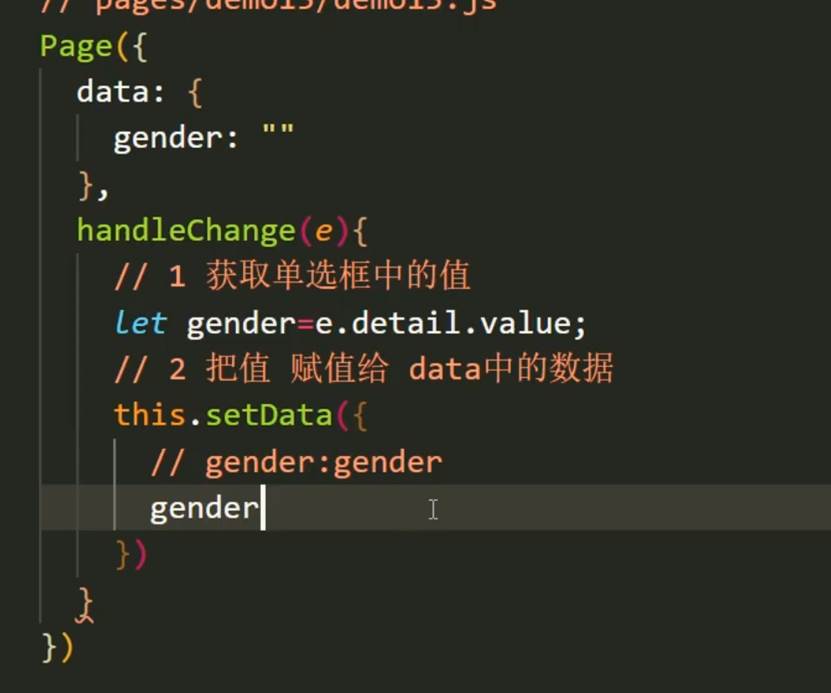 // pages/demo15/demo15.js
Page({
data: {
gender: ""
},
handleChange(e){
// 1 获取单选框中的值
let gender=e.detail.value;
// 2 把值 赋值给 data中的数据
this.setData({
// gender:gender
gender
})
}
})